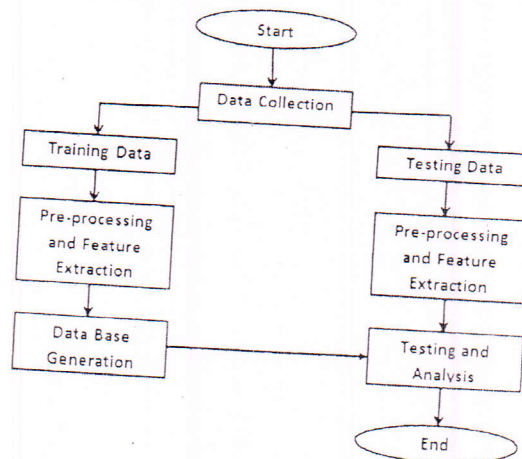 Start
Data Collection
Training Data
Testing Data
Pre-processing
and Feature
Extraction
Pre-processing
and Feature
Extraction
Data Base
Generation
Testing and
Analysis
End